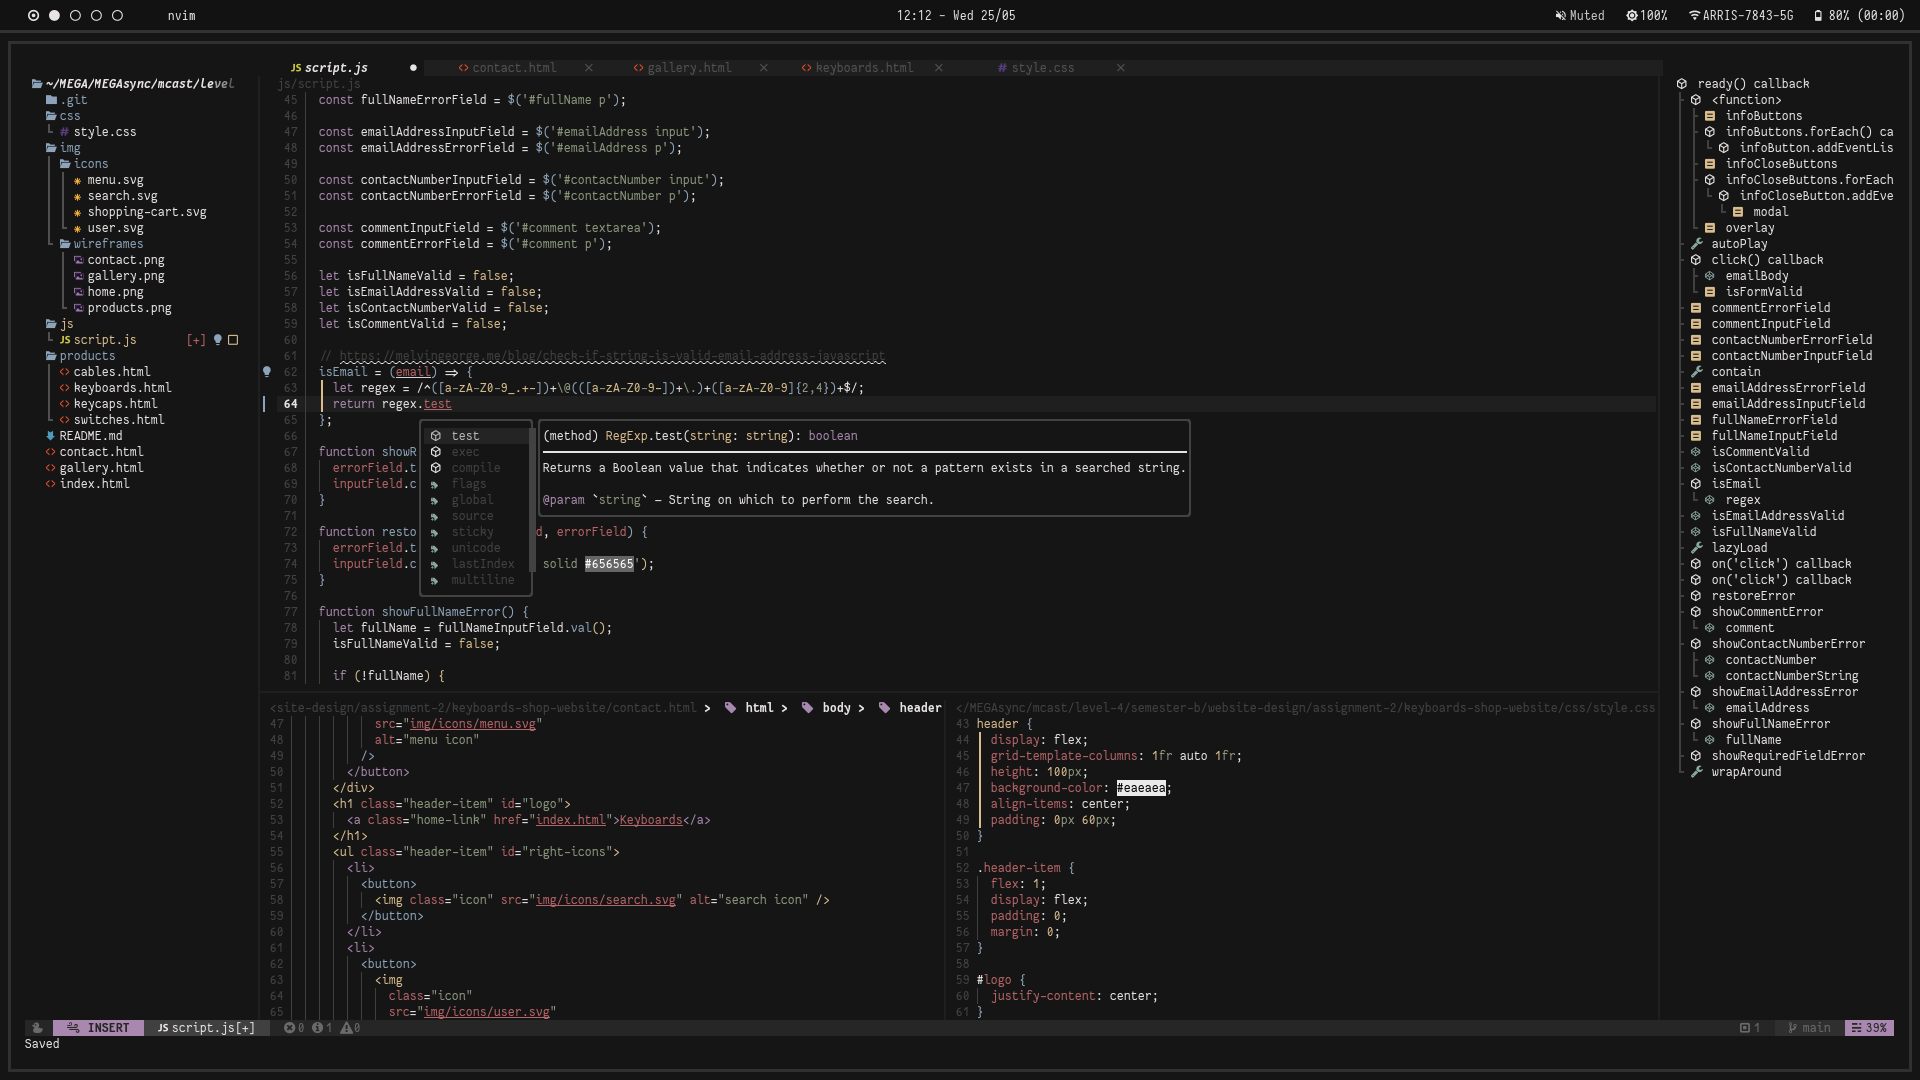 nvim
12:12 - Wed 25/05
Muted 100% ARRIS-7843-5G 80% (00:00)
~/MEGA/MEGAsync/mcast/level
.git
css
# style.css
img
icons
menu.svg
search.svg
shopping-cart.svg
user.svg
wireframes
contact.png
gallery.png
home.png
products.png
js
JS script.js [+]
products
cables.html
keyboards.html
keycaps.html
switches.html
README.md
contact.html
gallery.html
index.html
JS script.js ● <> contact.html × <> gallery.html × <> keyboards.html × # style.css ×
js/script.js
45 const fullNameErrorField = $('#fullName p');
46
47 const emailAddressInputField = $('#emailAddress input');
48 const emailAddressErrorField = $('#emailAddress p');
49
50 const contactNumberInputField = $('#contactNumber input');
51 const contactNumberErrorField = $('#contactNumber p');
52
53 const commentInputField = $('#comment textarea');
54 const commentErrorField = $('#comment p');
55
56 let isFullNameValid = false;
57 let isEmailAddressValid = false;
58 let isContactNumberValid = false;
59 let isCommentValid = false;
60
61 // https://melvingeorge.me/blog/check-if-string-is-valid-email-address-javascript
62 isEmail = (email) => {
63 let regex = /^([a-zA-Z0-9_.+-])+\@(([a-zA-Z0-9-])+\.)+([a-zA-Z0-9]{2,4})+$/;
64 return regex.test
65 };
66
67 function showR
68 errorField.t
69 inputField.c
70 }
71
72 function resto d, errorField) {
73 errorField.t
74 inputField.c solid #656565');
75 }
76
77 function showFullNameError() {
78 let fullName = fullNameInputField.val();
79 isFullNameValid = false;
80
81 if (!fullName) {
test
exec
compile
flags
global
source
sticky
unicode
lastIndex
multiline
(method) RegExp.test(string: string): boolean
Returns a Boolean value that indicates whether or not a pattern exists in a searched string.
@param `string` – String on which to perform the search.
<site-design/assignment-2/keyboards-shop-website/contact.html > html > body > header
47 src="img/icons/menu.svg"
48 alt="menu icon"
49 />
50 </button>
51 </div>
52 <h1 class="header-item" id="logo">
53 <a class="home-link" href="index.html">Keyboards</a>
54 </h1>
55 <ul class="header-item" id="right-icons">
56 <li>
57 <button>
58 <img class="icon" src="img/icons/search.svg" alt="search icon" />
59 </button>
60 </li>
61 <li>
62 <button>
63 <img
64 class="icon"
65 src="img/icons/user.svg"
</MEGAsync/mcast/level-4/semester-b/website-design/assignment-2/keyboards-shop-website/css/style.css
43 header {
44 display: flex;
45 grid-template-columns: 1fr auto 1fr;
46 height: 100px;
47 background-color: #eaeaea;
48 align-items: center;
49 padding: 0px 60px;
50 }
51
52 .header-item {
53 flex: 1;
54 display: flex;
55 padding: 0;
56 margin: 0;
57 }
58
59 #logo {
60 justify-content: center;
61 }
ready() callback
<function>
infoButtons
infoButtons.forEach() ca
infoButton.addEventLis
infoCloseButtons
infoCloseButtons.forEach
infoCloseButton.addEve
modal
overlay
autoPlay
click() callback
emailBody
isFormValid
commentErrorField
commentInputField
contactNumberErrorField
contactNumberInputField
contain
emailAddressErrorField
emailAddressInputField
fullNameErrorField
fullNameInputField
isCommentValid
isContactNumberValid
isEmail
regex
isEmailAddressValid
isFullNameValid
lazyLoad
on('click') callback
on('click') callback
restoreError
showCommentError
comment
showContactNumberError
contactNumber
contactNumberString
showEmailAddressError
emailAddress
showFullNameError
fullName
showRequiredFieldError
wrapAround
INSERT JS script.js[+] 0 1 0 1 main 39%
Saved